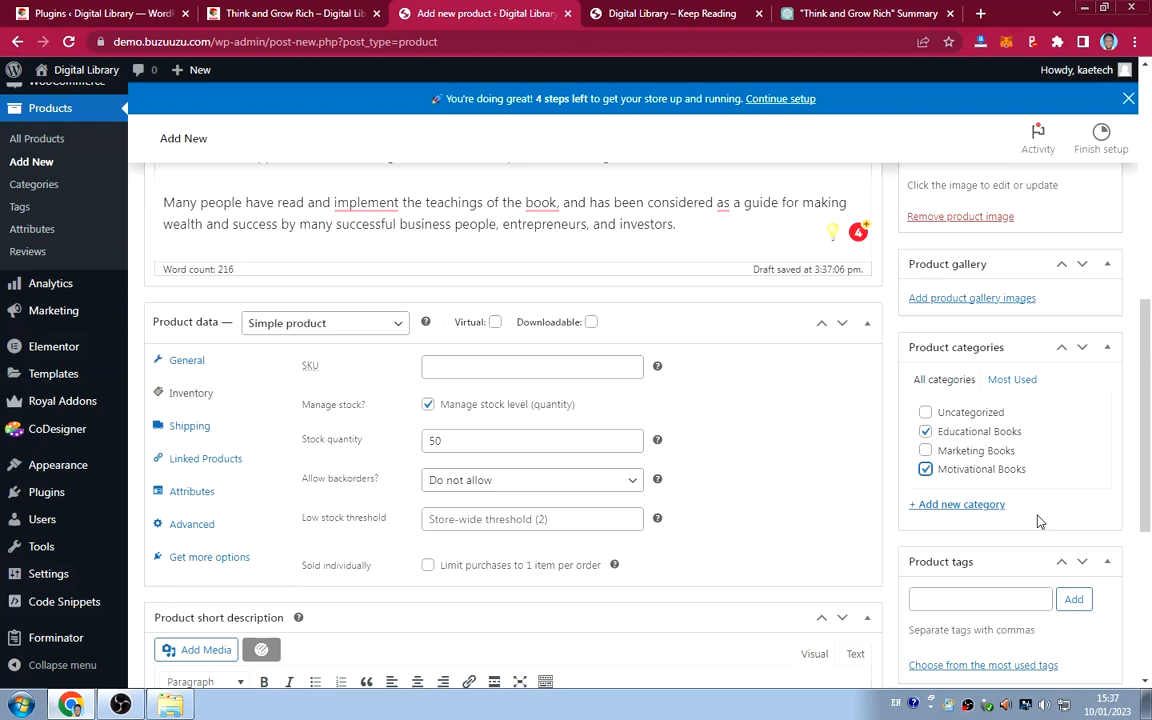 Plugins ‹ Digital Library — WordP
Think and Grow Rich – Digital Lib
Add new product ‹ Digital Library
Digital Library – Keep Reading
"Think and Grow Rich" Summary
demo.buzuuzu.com/wp-admin/post-new.php?post_type=product
Digital Library
0
New
Howdy, kaetech
WooCommerce
🚀 You're doing great! 4 steps left to get your store up and running. Continue setup
Products
All Products
Add New
Categories
Tags
Attributes
Reviews
Analytics
Marketing
Elementor
Templates
Royal Addons
CoDesigner
Appearance
Plugins
Users
Tools
Settings
Code Snippets
Forminator
Collapse menu
Add New
Activity
Finish setup
Many people have read and implement the teachings of the book, and has been considered as a guide for making
wealth and success by many successful business people, entrepreneurs, and investors.
4
Word count: 216
Draft saved at 3:37:06 pm.
Product data —
Simple product
Virtual:
Downloadable:
General
Inventory
Shipping
Linked Products
Attributes
Advanced
Get more options
SKU
Manage stock?
Manage stock level (quantity)
Stock quantity
50
Allow backorders?
Do not allow
Low stock threshold
Store-wide threshold (2)
Sold individually
Limit purchases to 1 item per order
Product short description
Add Media
Visual
Text
Paragraph
Click the image to edit or update
Remove product image
Product gallery
Add product gallery images
Product categories
All categories
Most Used
Uncategorized
Educational Books
Marketing Books
Motivational Books
+ Add new category
Product tags
Add
Separate tags with commas
Choose from the most used tags
EN
15:37
10/01/2023